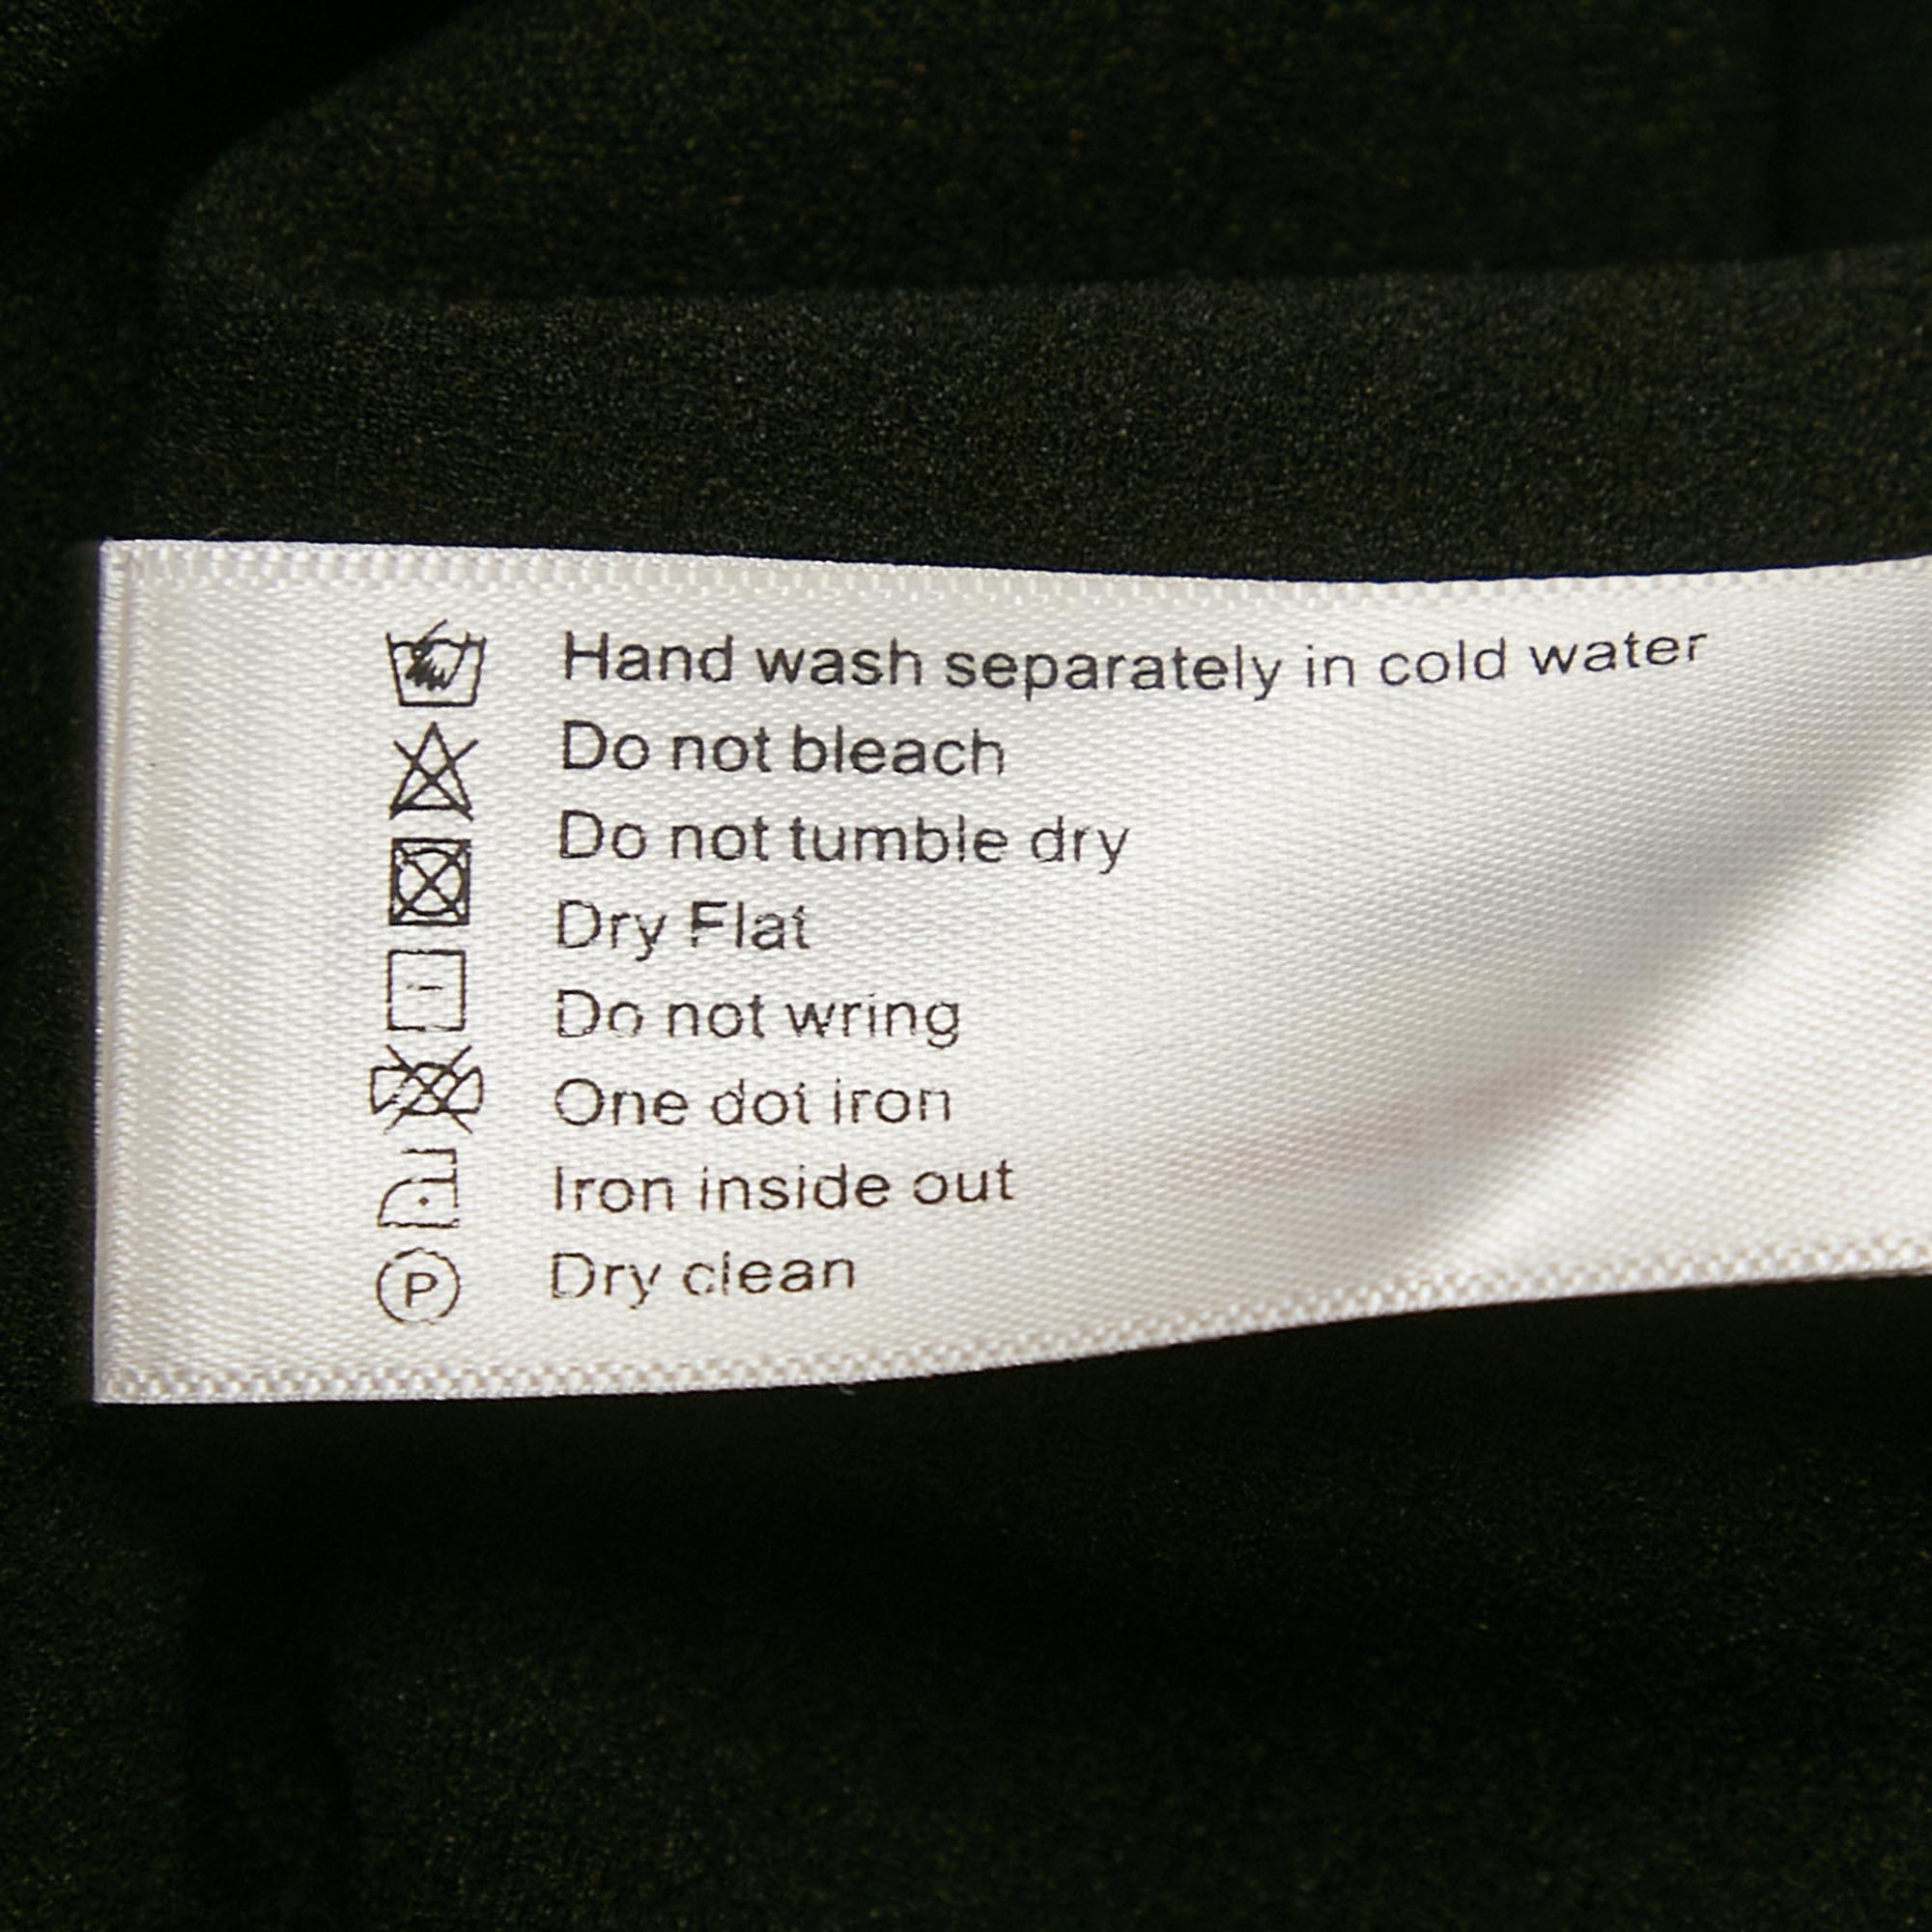 Hand wash separately in cold water
Do not bleach
Do not tumble dry
Dry Flat
Do not wring
One dot iron
Iron inside out
P Dry clean